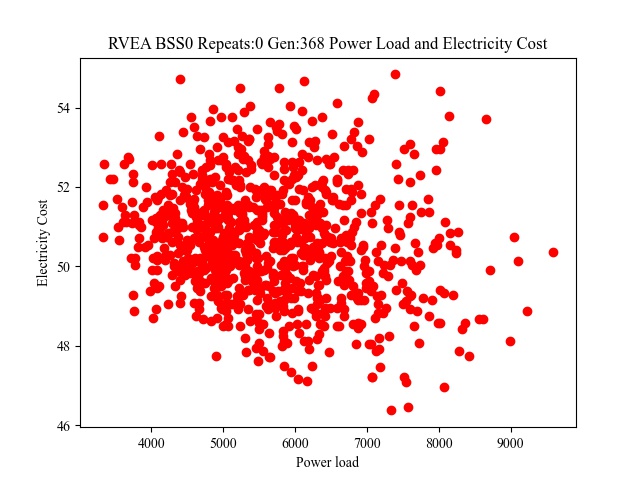 RVEA BSS0 Repeats:0 Gen:368 Power Load and Electricity Cost
54
52
50
48
46
Electricity Cost
4000 5000 6000 7000 8000 9000
Power load